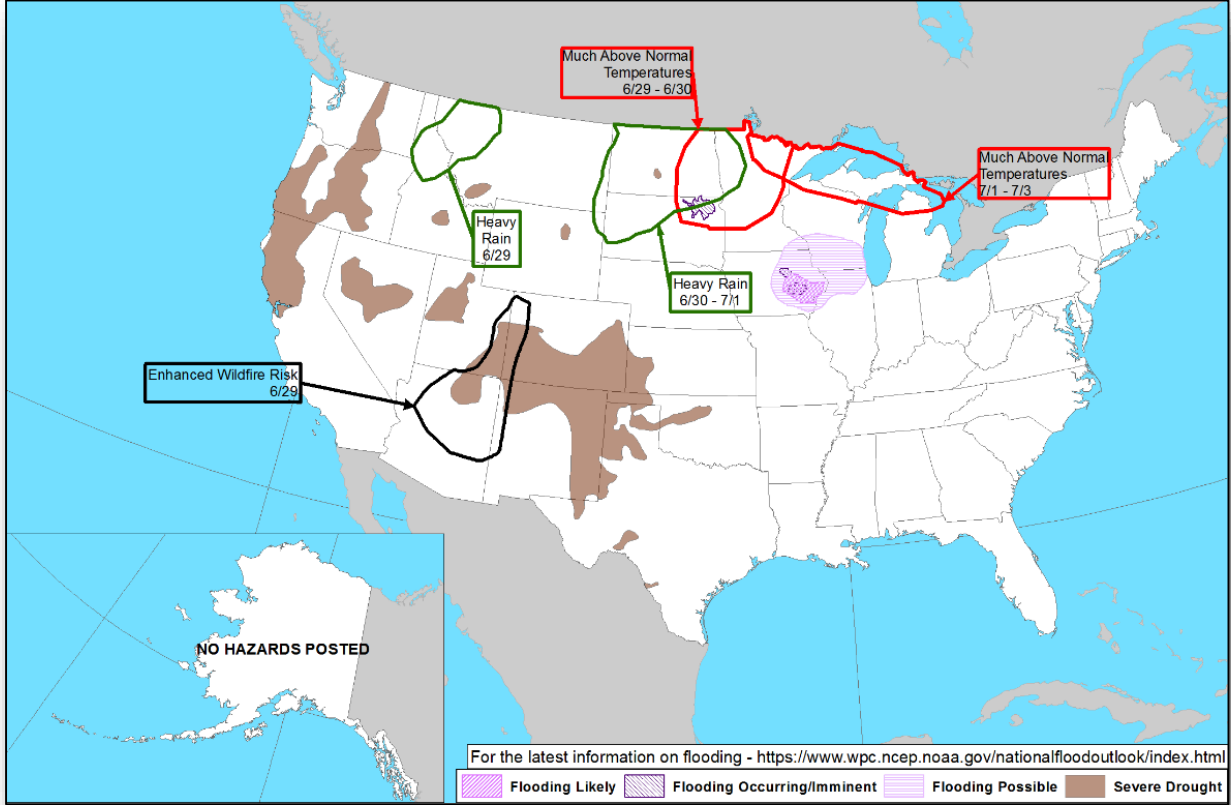 Much Above Normal
Temperatures
6/29 - 6/30
Much Above Normal
Temperatures
7/1 - 7/3
Heavy
Rain
6/29
Heavy Rain
6/30 - 7/1
Enhanced Wildfire Risk
6/29
NO HAZARDS POSTED
For the latest information on flooding - https://www.wpc.ncep.noaa.gov/nationalfloodoutlook/index.html
Flooding Likely
Flooding Occurring/Imminent
Flooding Possible
Severe Drought